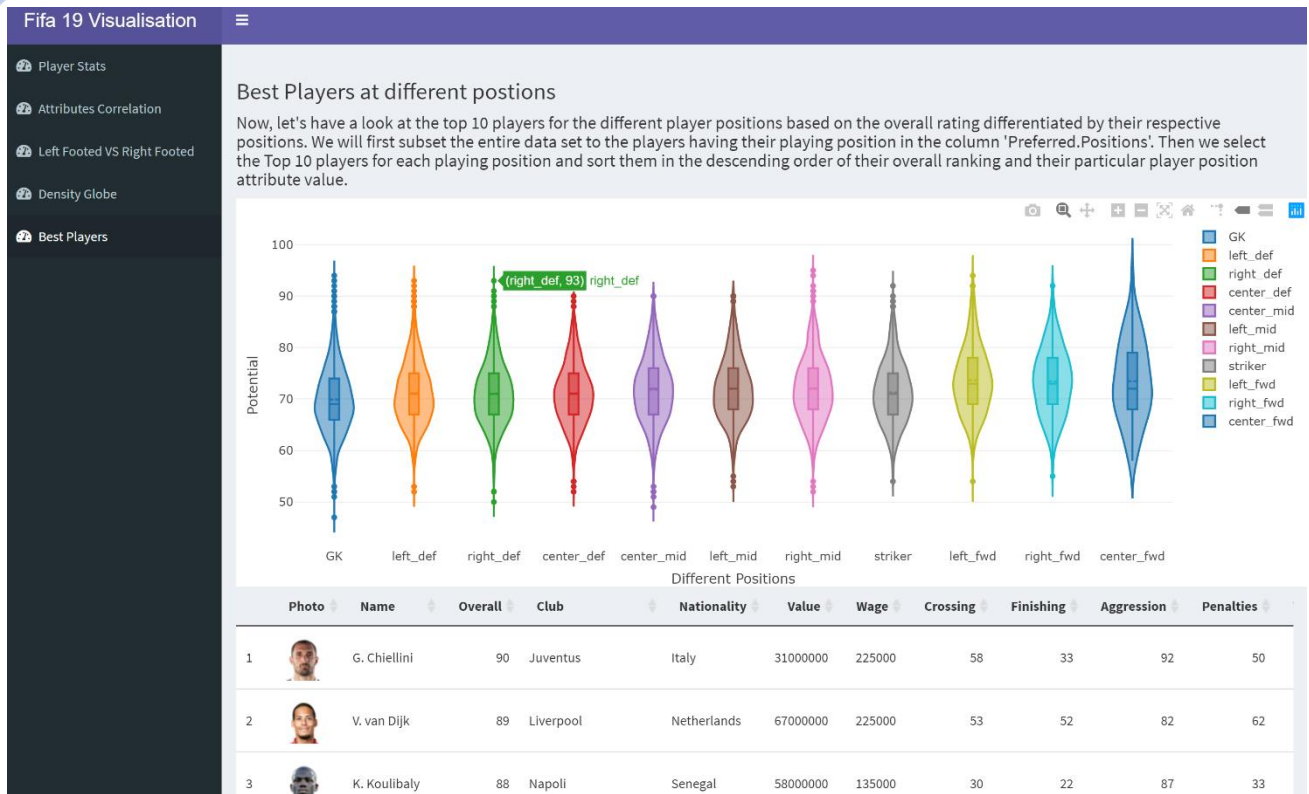 Fifa 19 Visualisation
Player Stats
Attributes Correlation
Left Footed VS Right Footed
Density Globe
Best Players
Best Players at different postions
Now, let's have a look at the top 10 players for the different player positions based on the overall rating differentiated by their respective
positions. We will first subset the entire data set to the players having their playing position in the column 'Preferred.Positions'. Then we select
the Top 10 players for each playing position and sort them in the descending order of their overall ranking and their particular player position
attribute value.
100
90
80
70
60
50
Potential
(right_def, 93) right_def
GK left_def right_def center_def center_mid left_mid right_mid striker left_fwd right_fwd center_fwd
Different Positions
GK
left_def
right_def
center_def
center_mid
left_mid
right_mid
striker
left_fwd
right_fwd
center_fwd
Photo Name Overall Club Nationality Value Wage Crossing Finishing Aggression Penalties
1 G. Chiellini 90 Juventus Italy 31000000 225000 58 33 92 50
2 V. van Dijk 89 Liverpool Netherlands 67000000 225000 53 52 82 62
3 K. Koulibaly 88 Napoli Senegal 58000000 135000 30 22 87 33